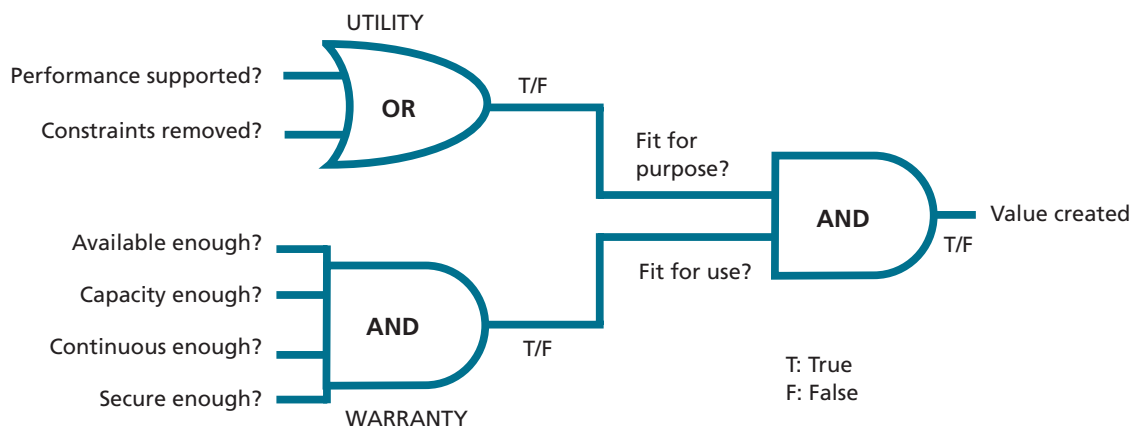 UTILITY
Performance supported?
Constraints removed?
OR
T/F
Fit for
purpose?
AND
Value created
T/F
Available enough?
Capacity enough?
Continuous enough?
Secure enough?
AND
T/F
Fit for use?
WARRANTY
T: True
F: False